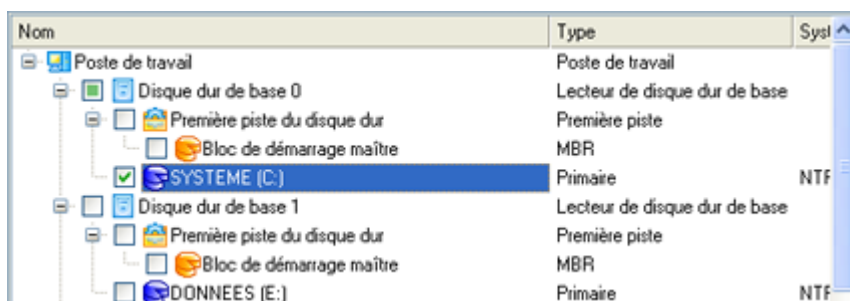 Nom Type Syst
Poste de travail Poste de travail
Disque dur de base 0 Lecteur de disque dur de base
Première piste du disque dur Première piste
Bloc de démarrage maître MBR
SYSTEME (C:) Primaire NTF
Disque dur de base 1 Lecteur de disque dur de base
Première piste du disque dur Première piste
Bloc de démarrage maître MBR
DONNEES (E:) Primaire NTF